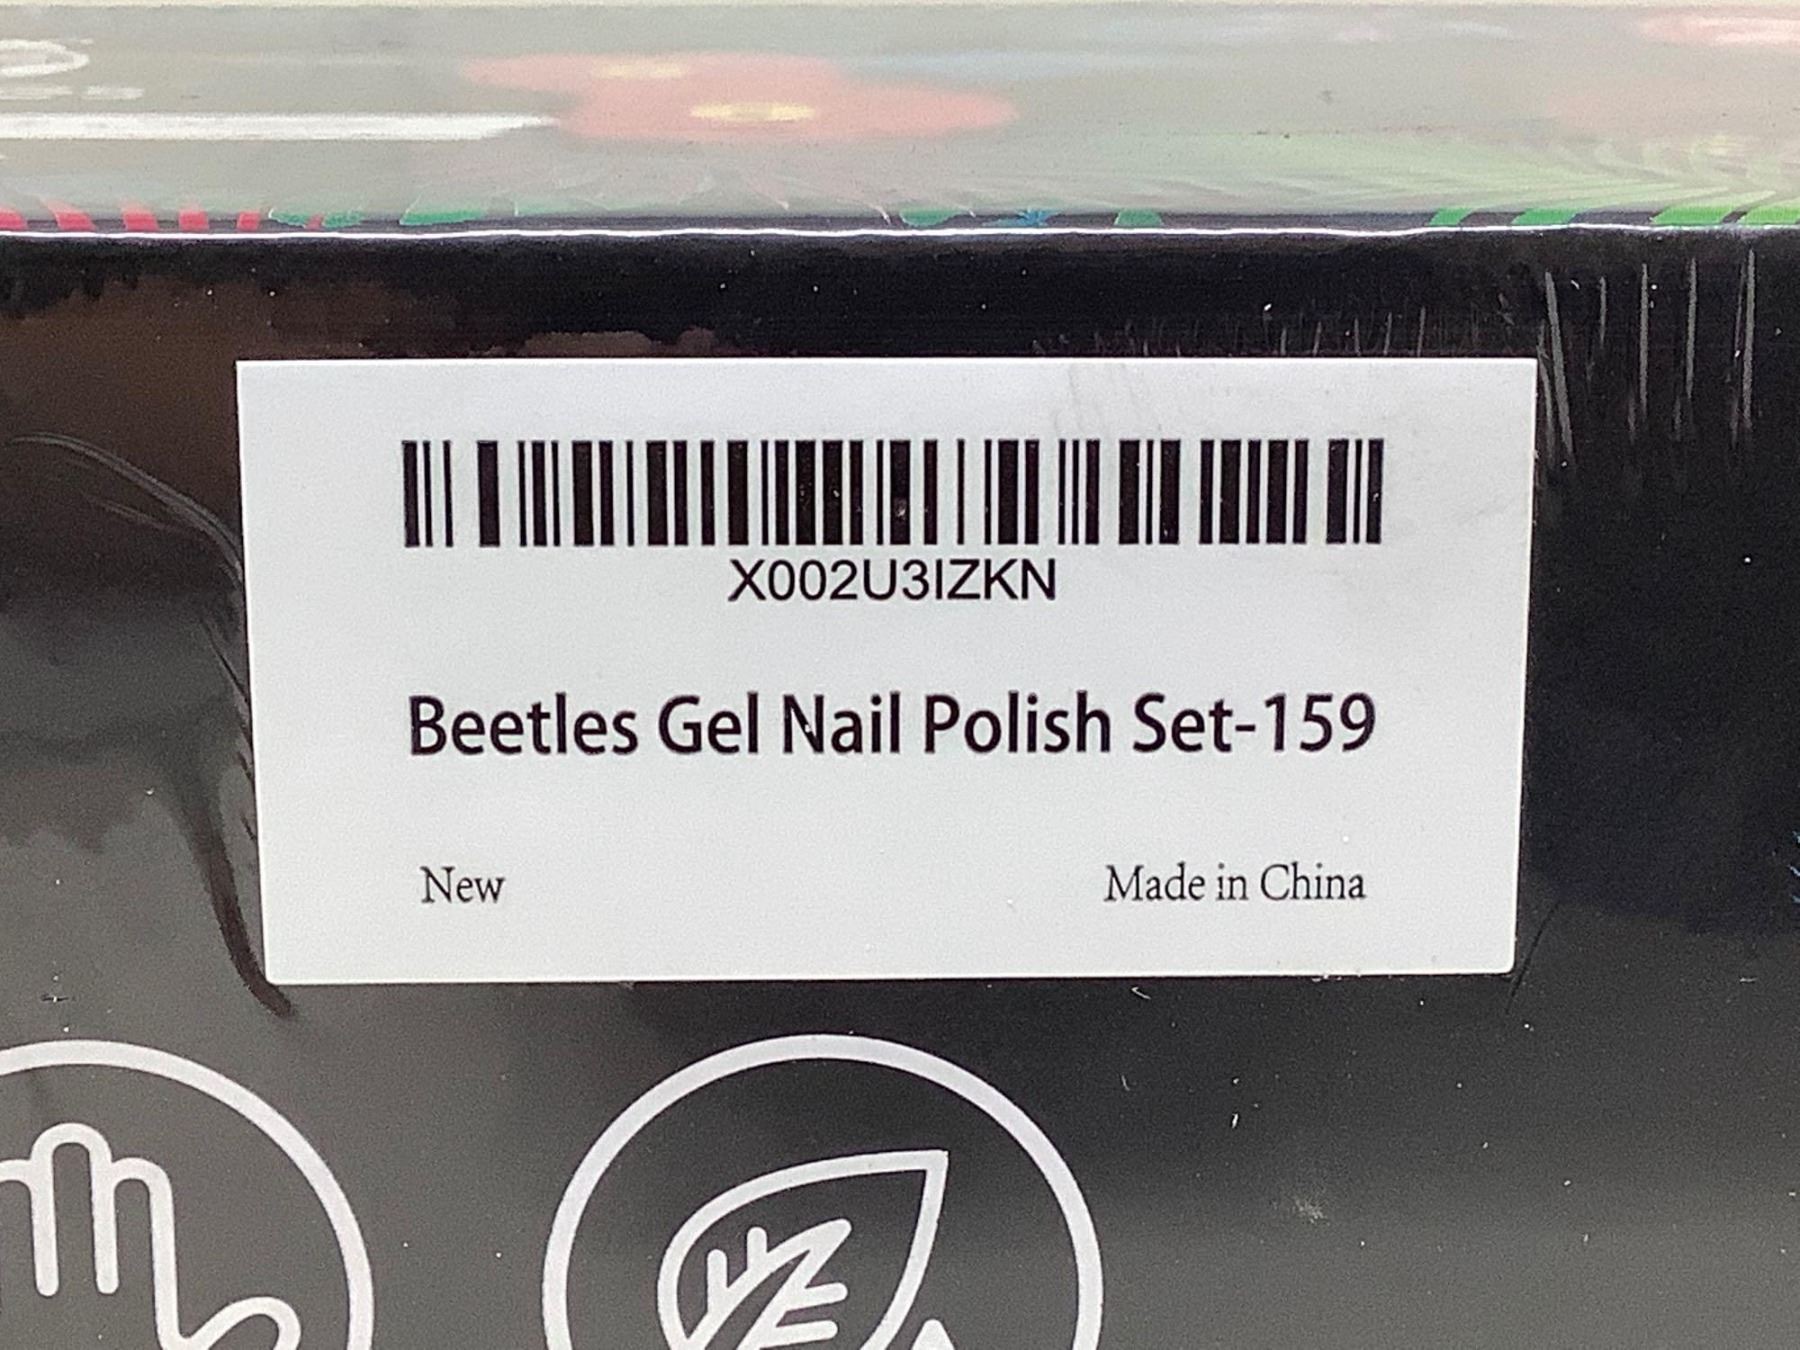 X002U3IZKN
Beetles Gel Nail Polish Set-159
New
Made in China